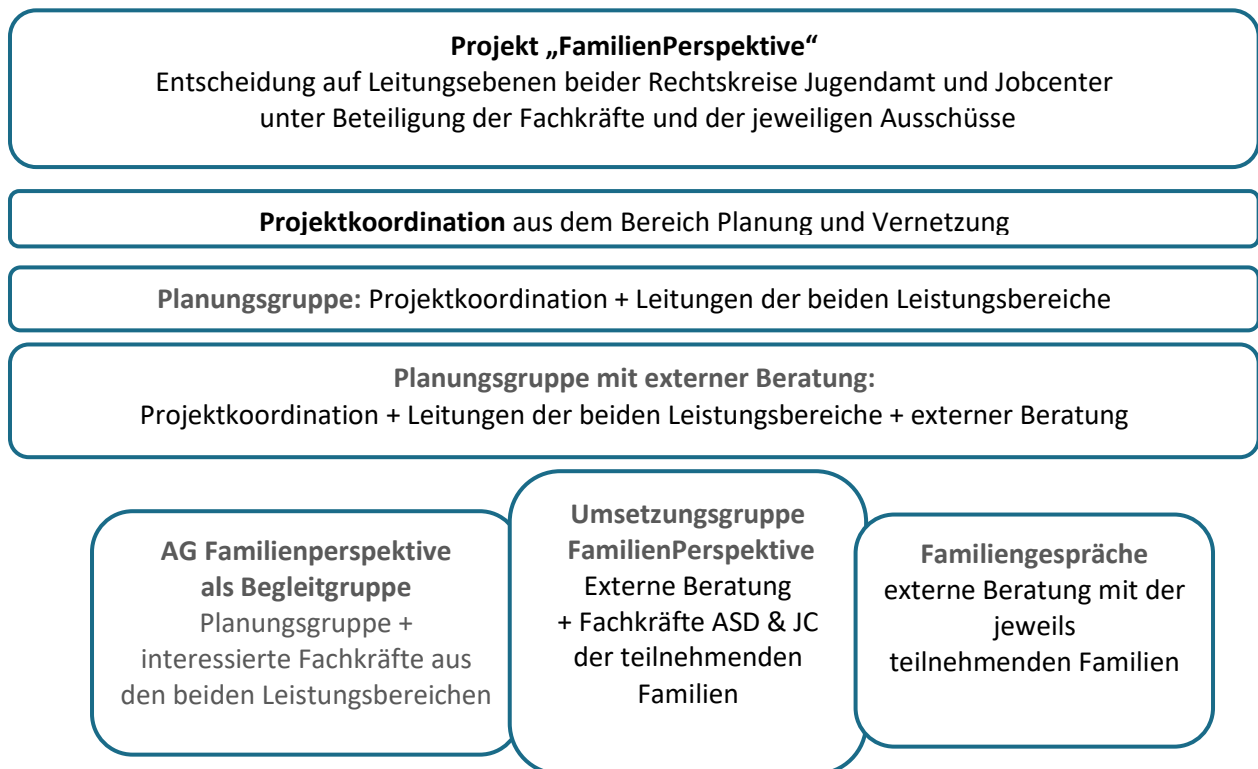 Projekt „FamilienPerspektive“
Entscheidung auf Leitungsebenen beider Rechtskreise Jugendamt und Jobcenter
unter Beteiligung der Fachkräfte und der jeweiligen Ausschüsse
Projektkoordination aus dem Bereich Planung und Vernetzung
Planungsgruppe: Projektkoordination + Leitungen der beiden Leistungsbereiche
Planungsgruppe mit externer Beratung:
Projektkoordination + Leitungen der beiden Leistungsbereiche + externer Beratung
AG Familienperspektive
als Begleitgruppe
Planungsgruppe +
interessierte Fachkräfte aus
den beiden Leistungsbereichen
Umsetzungsgruppe
FamilienPerspektive
Externe Beratung
+ Fachkräfte ASD & JC
der teilnehmenden
Familien
Familiengespräche
externe Beratung mit der
jeweils
teilnehmenden Familien